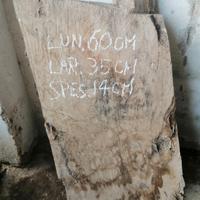 LUN. 60 CM
LAR. 35 CM
SPES. 14 CM